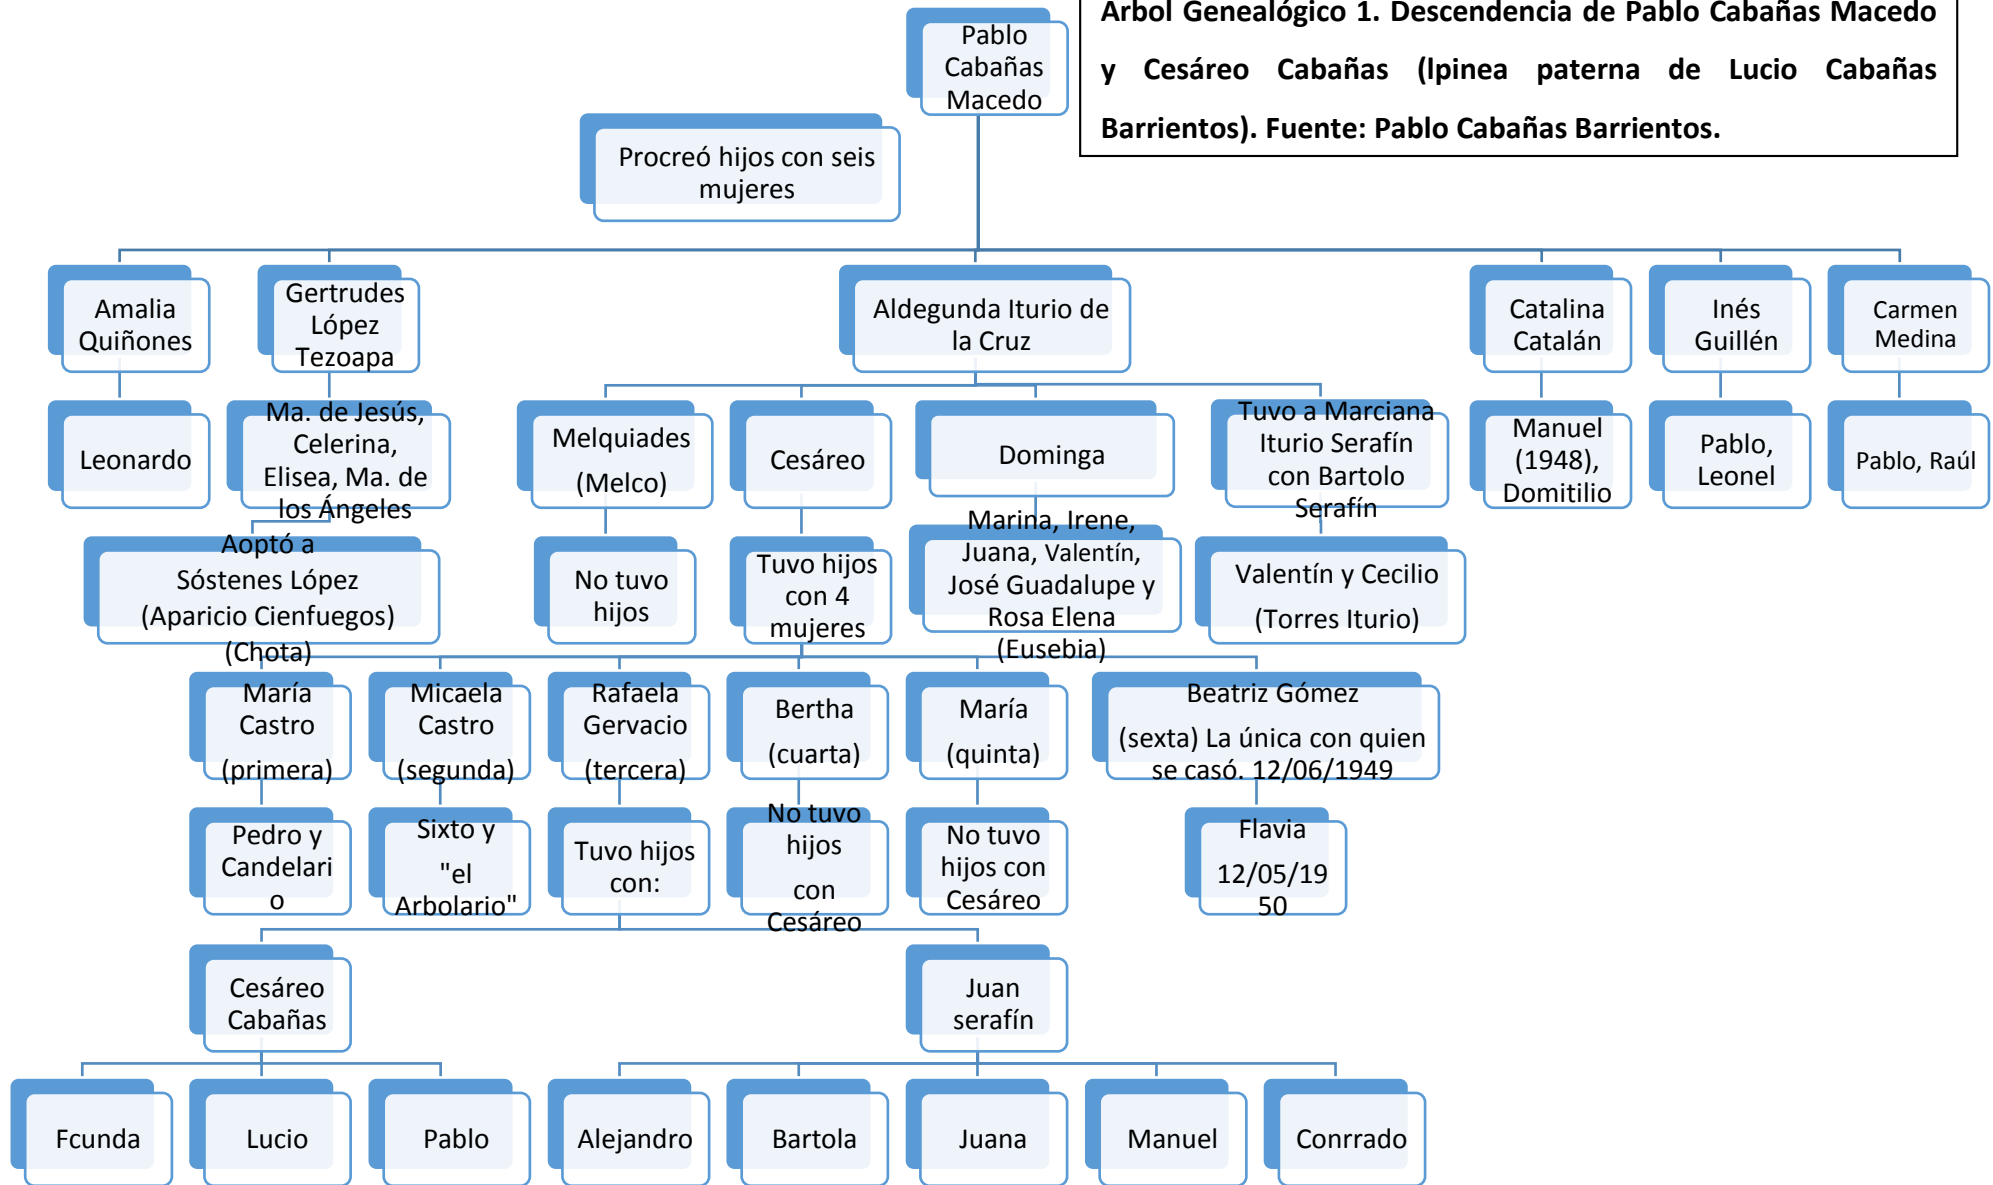 Pablo
Cabañas
Macedo
Arbol Genealógico 1. Descendencia de Pablo Cabañas Macedo
y Cesáreo Cabañas (lpinea paterna de Lucio Cabañas
Barrientos). Fuente: Pablo Cabañas Barrientos.
Procreó hijos con seis
mujeres
Amalia
Quiñones
Gertrudes
López
Tezoapa
Aldegunda Iturio de
la Cruz
Catalina
Catalán
Inés
Guillén
Carmen
Medina
Leonardo
Ma. de Jesús,
Celerina,
Elisea, Ma. de
los Ángeles
Melquiades
(Melco)
Cesáreo
Dominga
Tuvo a Marciana
Iturio Serafín
con Bartolo
Serafín
Manuel
(1948),
Domitilio
Pablo,
Leonel
Pablo, Raúl
Aoptó a
Sóstenes López
(Aparicio Cienfuegos)
(Chota)
No tuvo
hijos
Tuvo hijos
con 4
mujeres
Marina, Irene,
Juana, Valentín,
José Guadalupe y
Rosa Elena
(Eusebia)
Valentín y Cecilio
(Torres Iturio)
María
Castro
(primera)
Micaela
Castro
(segunda)
Rafaela
Gervacio
(tercera)
Bertha
(cuarta)
María
(quinta)
Beatriz Gómez
(sexta) La única con quien
se casó. 12/06/1949
Pedro y
Candelari
o
Sixto y
"el
Arbolario"
Tuvo hijos
con:
No tuvo
hijos
con
Cesáreo
No tuvo
hijos con
Cesáreo
Flavia
12/05/19
50
Cesáreo
Cabañas
Juan
serafín
Fcunda
Lucio
Pablo
Alejandro
Bartola
Juana
Manuel
Conrrado